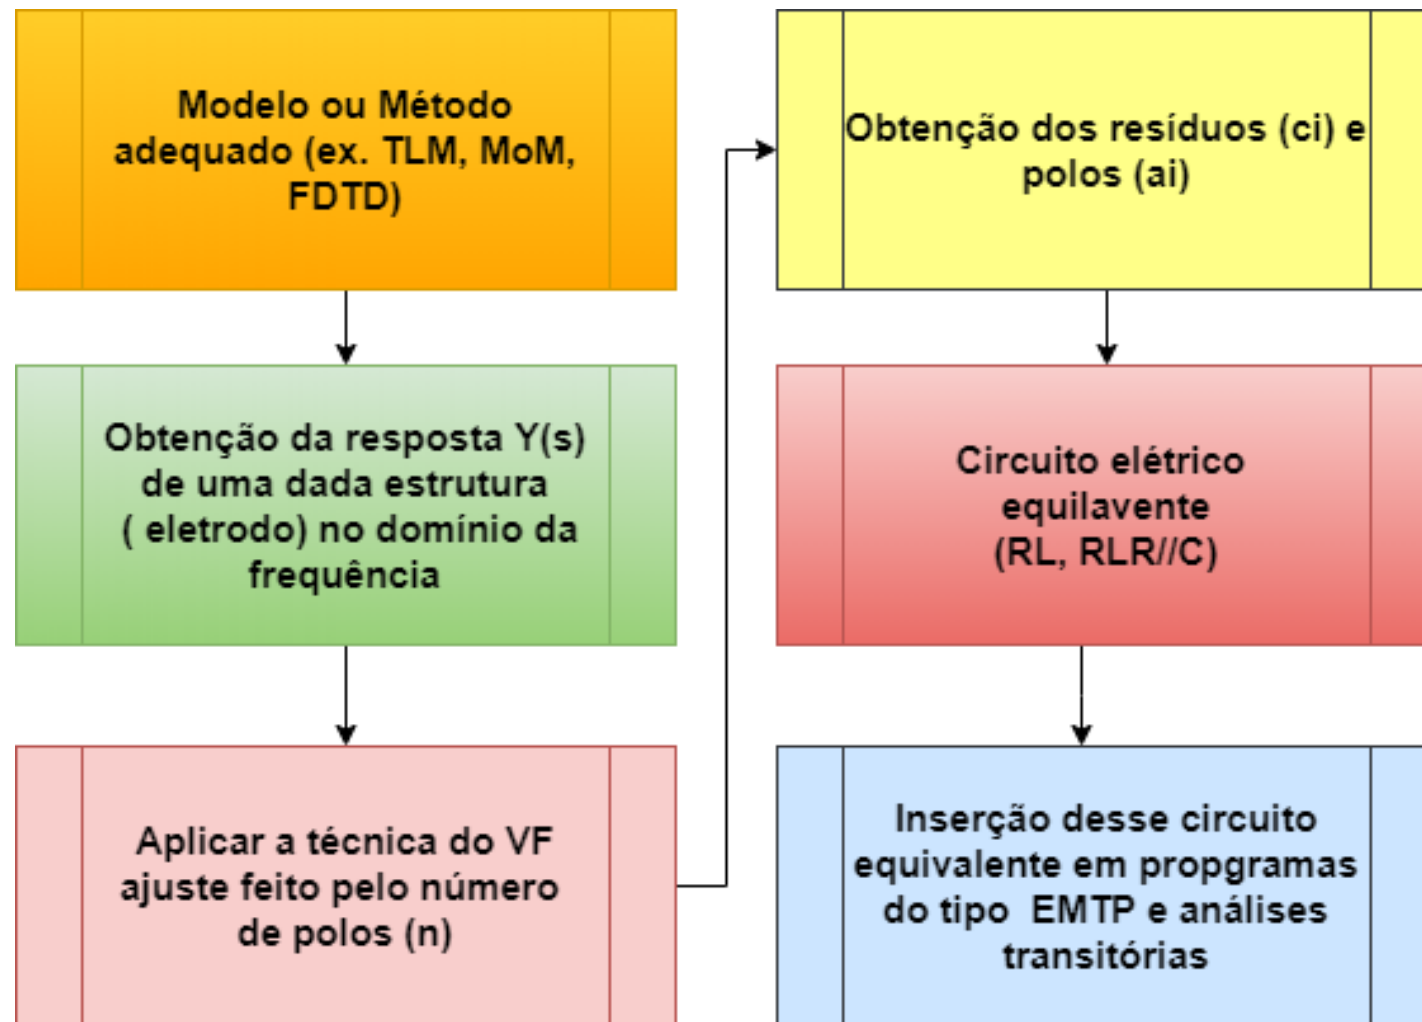 Modelo ou Método
adequado (ex. TLM, MoM,
FDTD)
Obtenção da resposta Y(s)
de uma dada estrutura
( eletrodo) no domínio da
frequência
Aplicar a técnica do VF
ajuste feito pelo número
de polos (n)
Obtenção dos resíduos (ci) e
polos (ai)
Circuito elétrico
equilavente
(RL, RLR//C)
Inserção desse circuito
equivalente em propgramas
do tipo EMTP e análises
transitórias